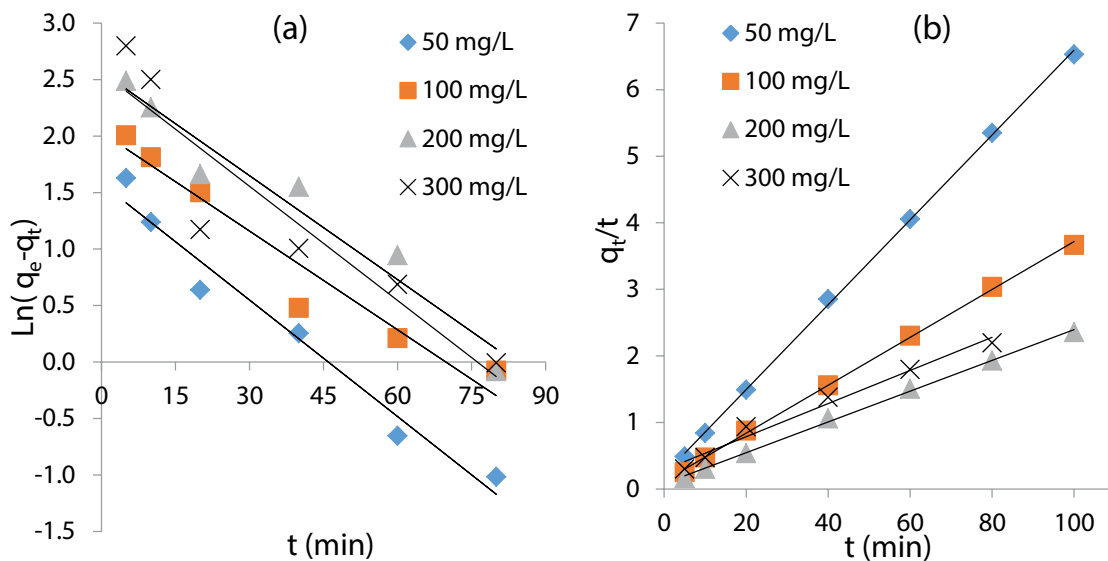 (a)
50 mg/L
100 mg/L
200 mg/L
300 mg/L
3.0
2.5
2.0
1.5
1.0
0.5
0.0
-0.5
-1.0
-1.5
0
15
30
45
60
75
90
Ln( qe-qt)
t (min)
(b)
50 mg/L
100 mg/L
200 mg/L
300 mg/L
7
6
5
4
3
2
1
0
0
20
40
60
80
100
qt/t
t (min)